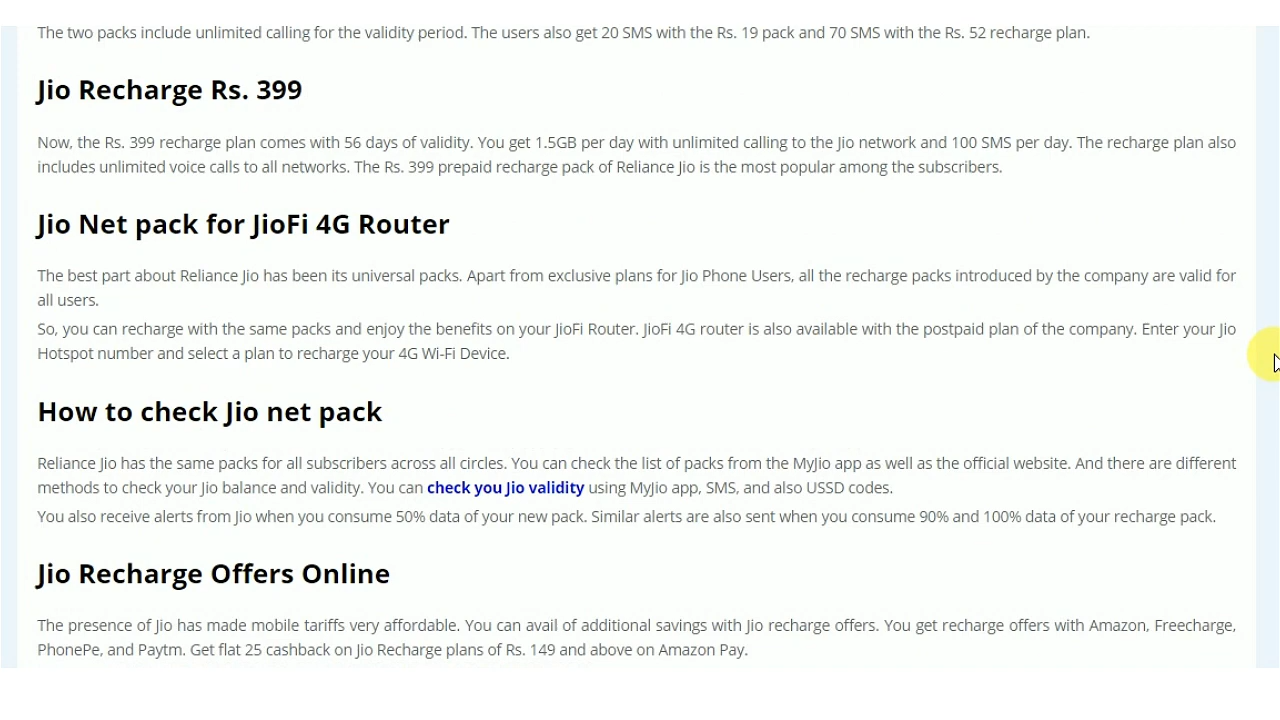 The two packs include unlimited calling for the validity period. The users also get 20 SMS with the Rs. 19 pack and 70 SMS with the Rs. 52 recharge plan.
Jio Recharge Rs. 399
Now, the Rs. 399 recharge plan comes with 56 days of validity. You get 1.5GB per day with unlimited calling to the Jio network and 100 SMS per day. The recharge plan also
includes unlimited voice calls to all networks. The Rs. 399 prepaid recharge pack of Reliance Jio is the most popular among the subscribers.
Jio Net pack for JioFi 4G Router
The best part about Reliance Jio has been its universal packs. Apart from exclusive plans for Jio Phone Users, all the recharge packs introduced by the company are valid for
all users.
So, you can recharge with the same packs and enjoy the benefits on your JioFi Router. JioFi 4G router is also available with the postpaid plan of the company. Enter your Jio
Hotspot number and select a plan to recharge your 4G Wi-Fi Device.
How to check Jio net pack
Reliance Jio has the same packs for all subscribers across all circles. You can check the list of packs from the MyJio app as well as the official website. And there are different
methods to check your Jio balance and validity. You can check you Jio validity using MyJio app, SMS, and also USSD codes.
You also receive alerts from Jio when you consume 50% data of your new pack. Similar alerts are also sent when you consume 90% and 100% data of your recharge pack.
Jio Recharge Offers Online
The presence of Jio has made mobile tariffs very affordable. You can avail of additional savings with Jio recharge offers. You get recharge offers with Amazon, Freecharge,
PhonePe, and Paytm. Get flat 25 cashback on Jio Recharge plans of Rs. 149 and above on Amazon Pay.